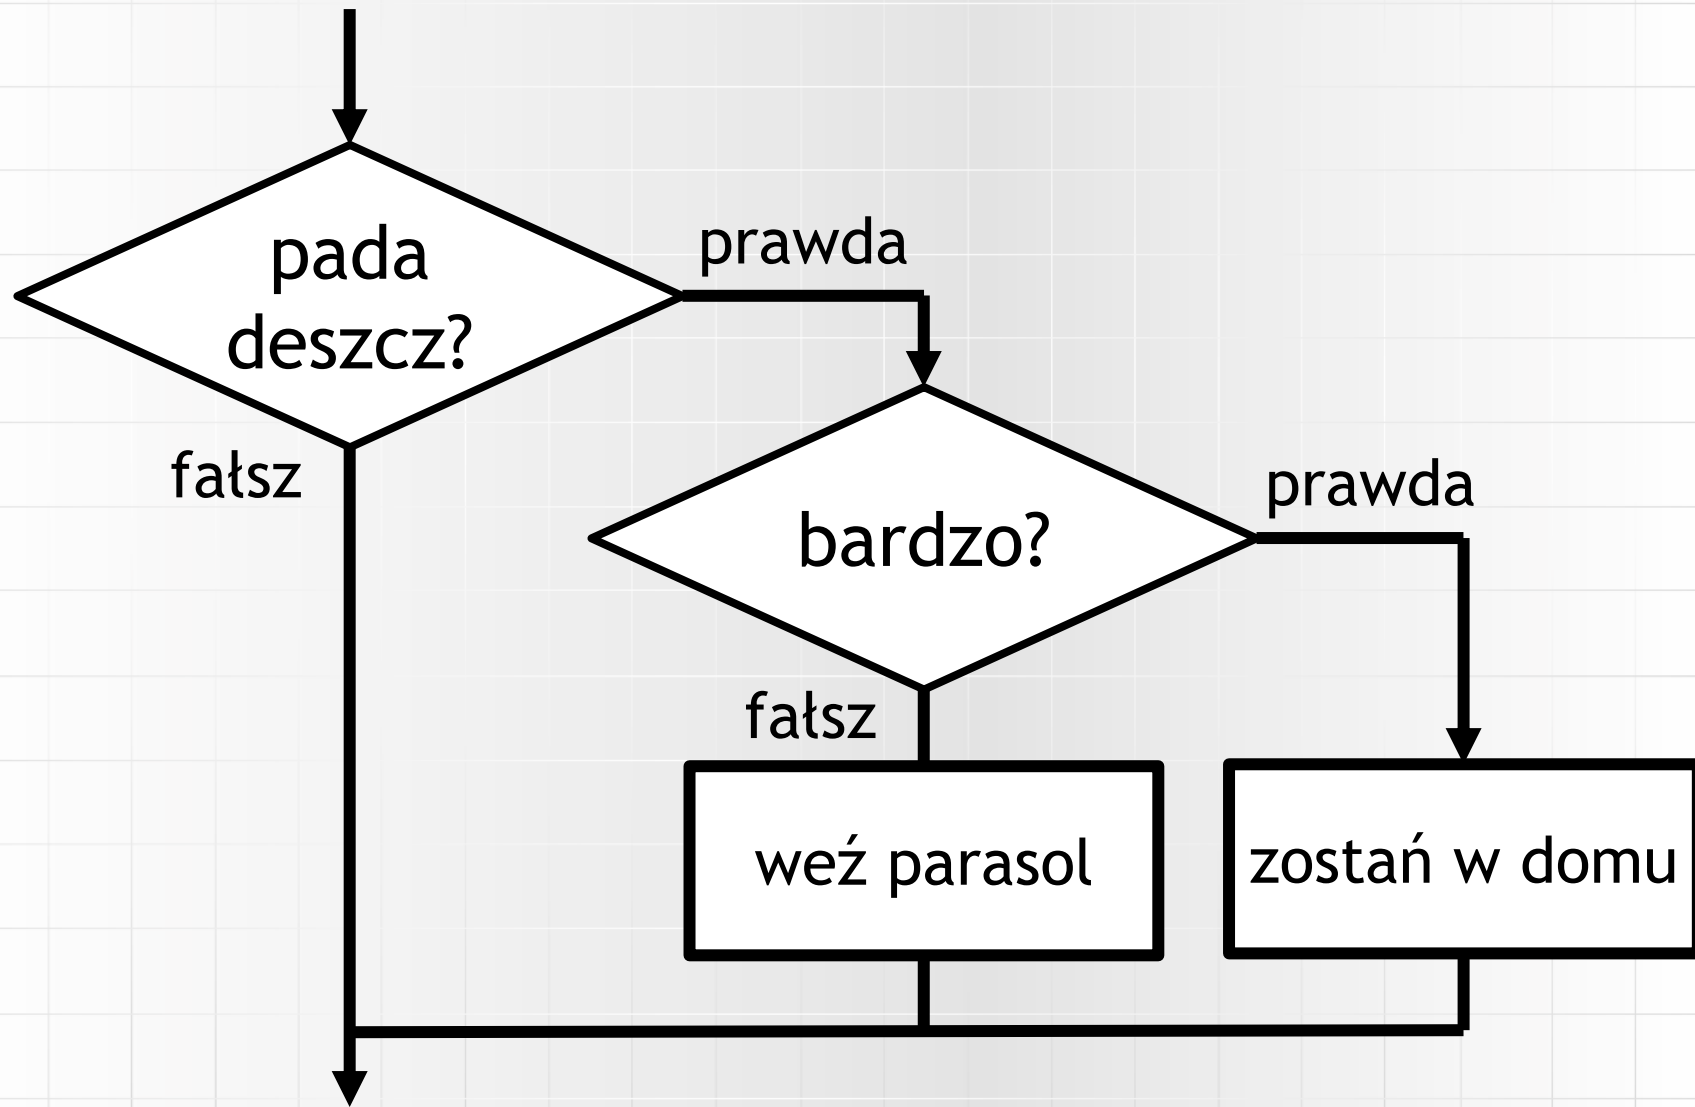 pada
deszcz?
prawda
fałsz
bardzo?
prawda
fałsz
weź parasol
zostań w domu